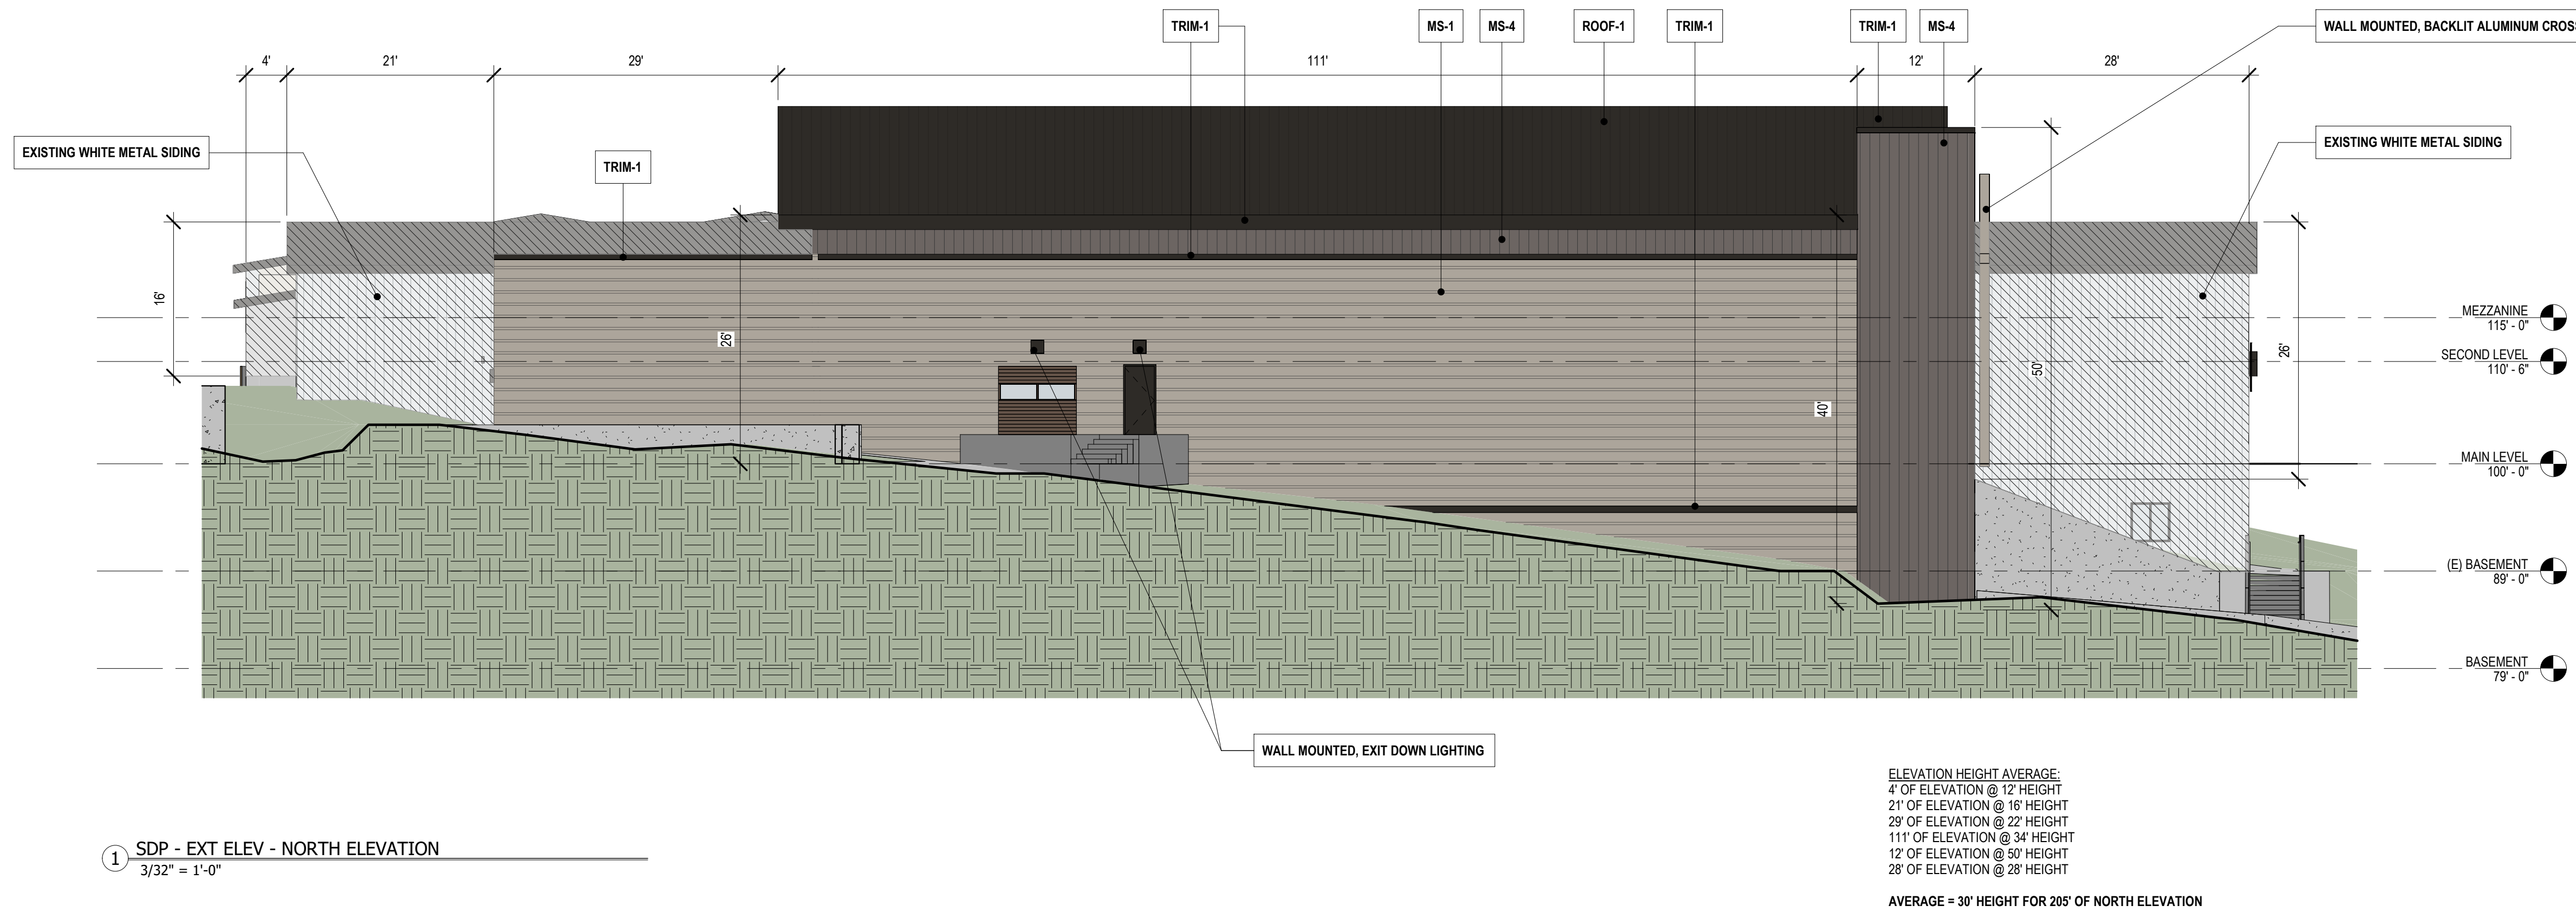 TRIM-1
MS-1
MS-4
ROOF-1
TRIM-1
TRIM-1
MS-4
WALL MOUNTED, BACKLIT ALUMINUM CROS
4'
21'
29'
111'
12'
28'
EXISTING WHITE METAL SIDING
TRIM-1
EXISTING WHITE METAL SIDING
16'
26'
40'
50'
26'
MEZZANINE
115' - 0"
SECOND LEVEL
110' - 6"
MAIN LEVEL
100' - 0"
(E) BASEMENT
89' - 0"
BASEMENT
79' - 0"
WALL MOUNTED, EXIT DOWN LIGHTING
ELEVATION HEIGHT AVERAGE:
4' OF ELEVATION @ 12' HEIGHT
21' OF ELEVATION @ 16' HEIGHT
29' OF ELEVATION @ 22' HEIGHT
111' OF ELEVATION @ 34' HEIGHT
12' OF ELEVATION @ 50' HEIGHT
28' OF ELEVATION @ 28' HEIGHT
AVERAGE = 30' HEIGHT FOR 205' OF NORTH ELEVATION
1
SDP - EXT ELEV - NORTH ELEVATION
3/32" = 1'-0"